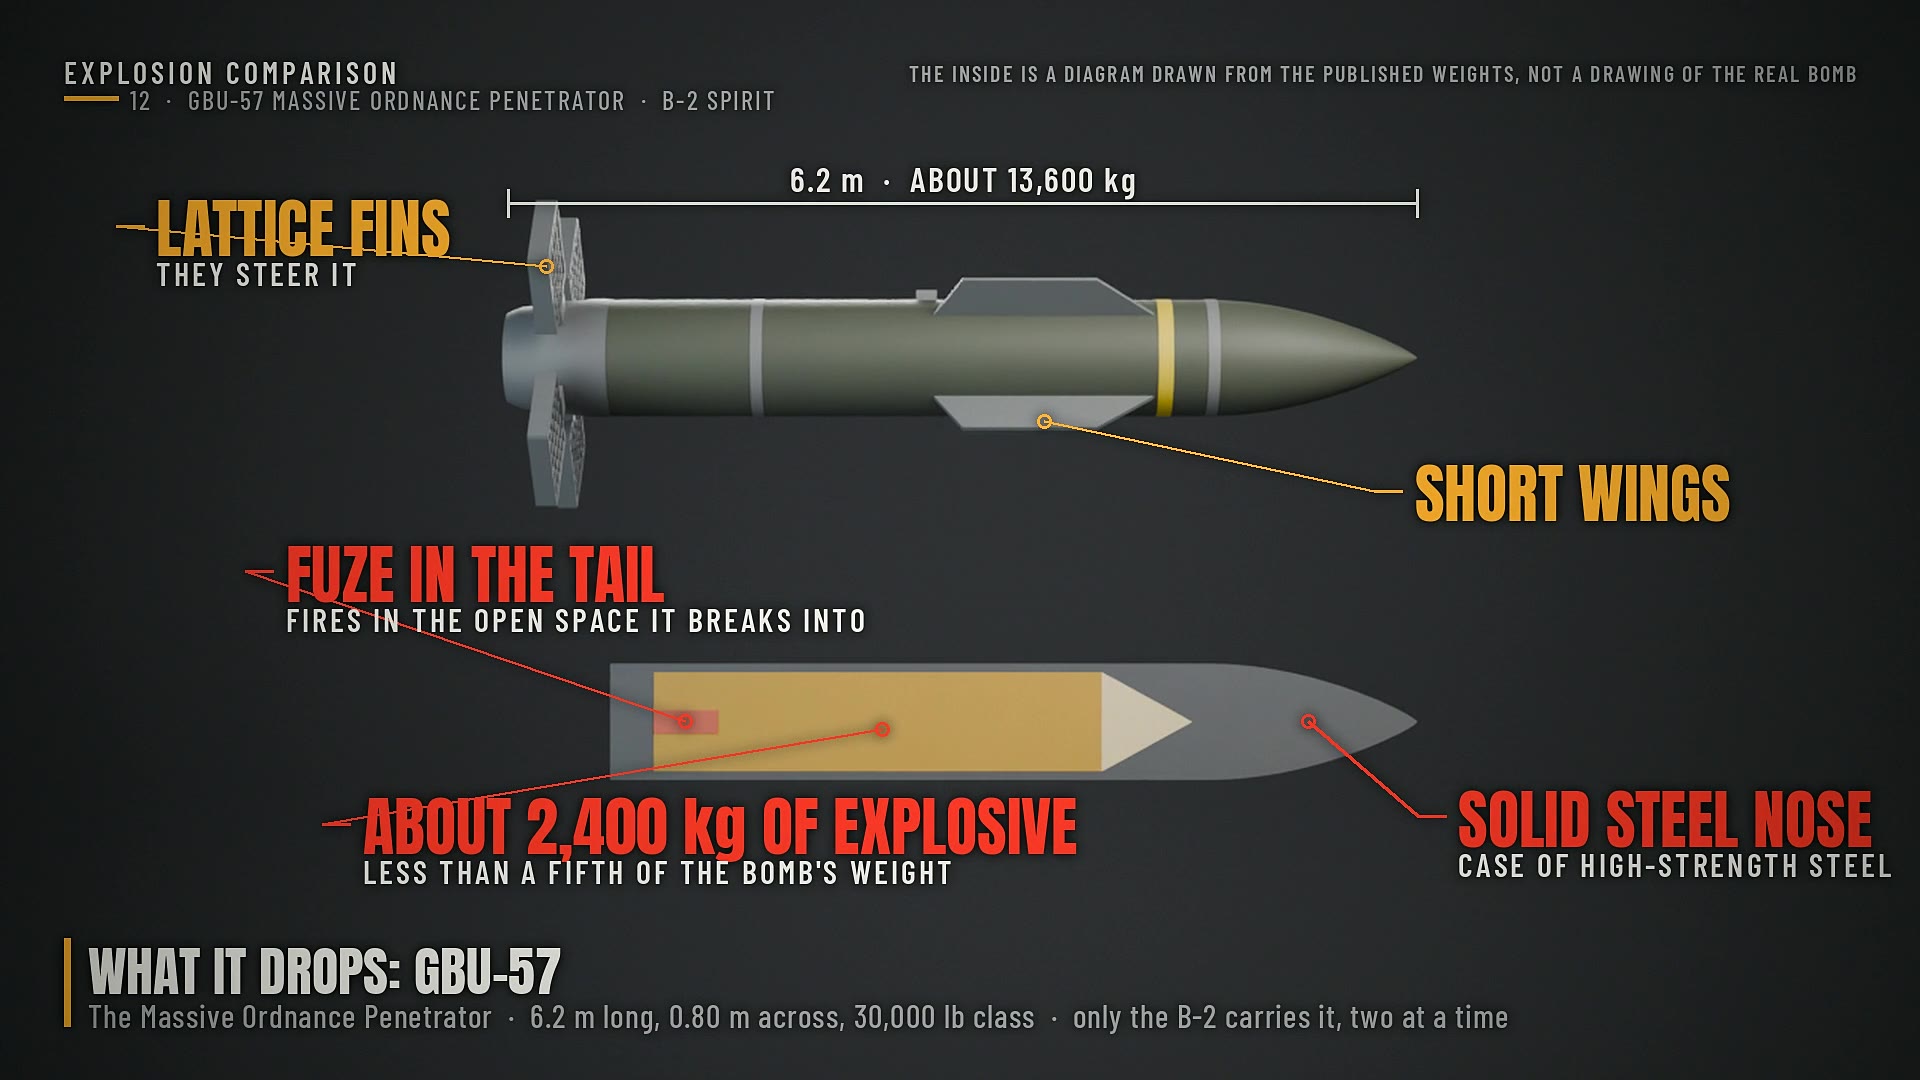 EXPLOSION COMPARISON
12 · GBU-57 MASSIVE ORDNANCE PENETRATOR · B-2 SPIRIT
THE INSIDE IS A DIAGRAM DRAWN FROM THE PUBLISHED WEIGHTS, NOT A DRAWING OF THE REAL BOMB
6.2 m · ABOUT 13,600 kg
LATTICE FINS
THEY STEER IT
SHORT WINGS
FUZE IN THE TAIL
FIRES IN THE OPEN SPACE IT BREAKS INTO
ABOUT 2,400 kg OF EXPLOSIVE
LESS THAN A FIFTH OF THE BOMB'S WEIGHT
SOLID STEEL NOSE
CASE OF HIGH-STRENGTH STEEL
WHAT IT DROPS: GBU-57
The Massive Ordnance Penetrator · 6.2 m long, 0.80 m across, 30,000 lb class · only the B-2 carries it, two at a time